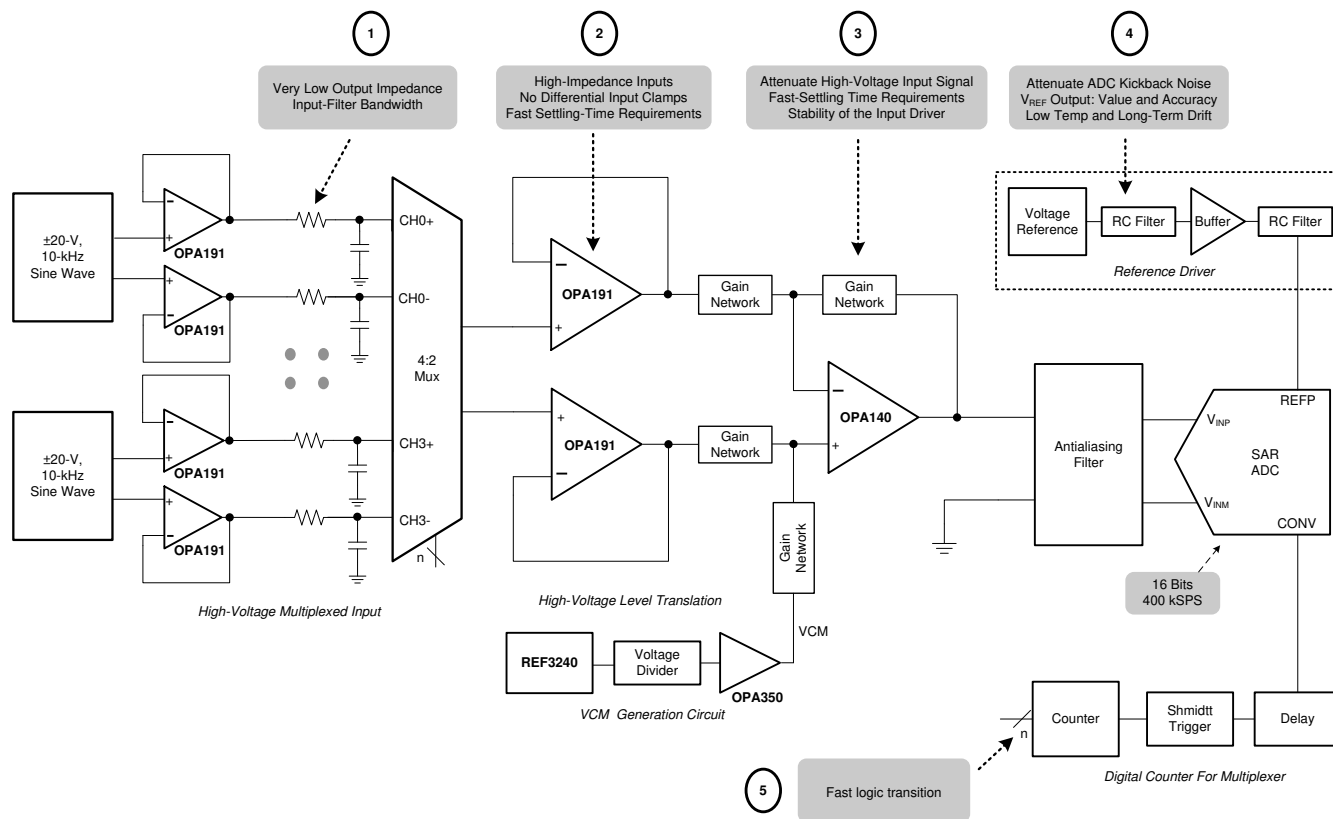 1
2
3
4
Very Low Output Impedance
Input-Filter Bandwidth
High-Impedance Inputs
No Differential Input Clamps
Fast Settling-Time Requirements
Attenuate High-Voltage Input Signal
Fast-Settling Time Requirements
Stability of the Input Driver
Attenuate ADC Kickback Noise
VREF Output: Value and Accuracy
Low Temp and Long-Term Drift
±20-V,
10-kHz
Sine Wave
−
+
OPA191
+
−
OPA191
CH0+
CH0-
4:2
Mux
CH3+
CH3-
n
±20-V,
10-kHz
Sine Wave
−
+
OPA191
+
−
OPA191
High-Voltage Multiplexed Input
−
OPA191
+
+
OPA191
−
High-Voltage Level Translation
Gain
Network
Gain
Network
Gain
Network
Gain
Network
−
OPA140
+
VCM
REF3240
Voltage
Divider
OPA350
VCM Generation Circuit
Voltage
Reference
RC Filter
Buffer
RC Filter
Reference Driver
Antialiasing
Filter
REFP
VINP
SAR
ADC
VINM
CONV
16 Bits
400 kSPS
n
Counter
Shmidtt
Trigger
Delay
Digital Counter For Multiplexer
5
Fast logic transition